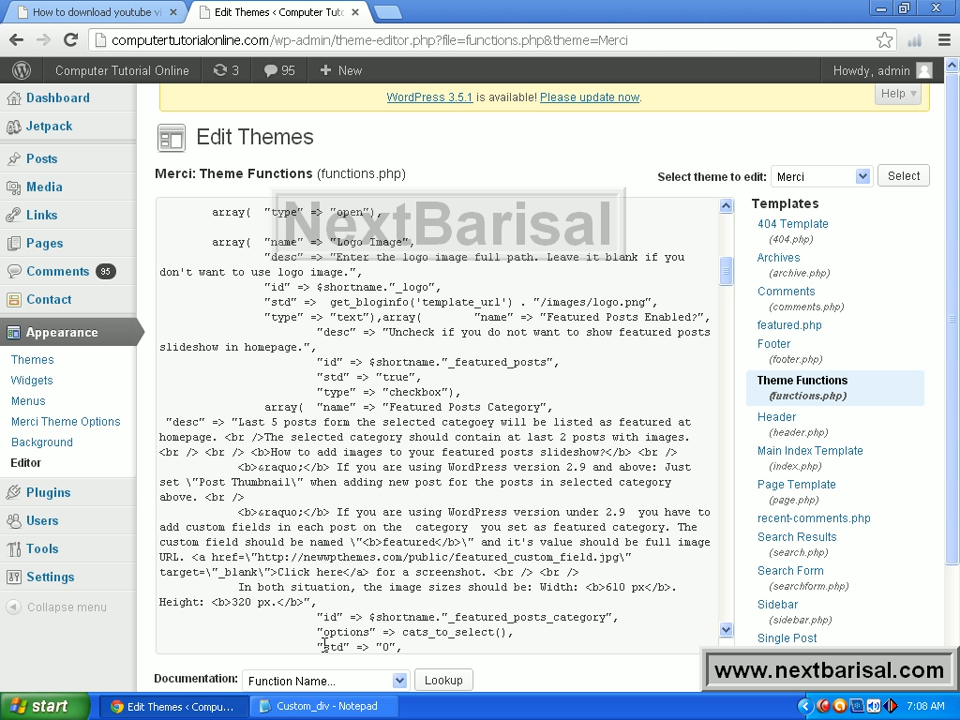 How to download youtube vi
Edit Themes ‹ Computer Tuto
computertutorialonline.com/wp-admin/theme-editor.php?file=functions.php&theme=Merci
Computer Tutorial Online 3 95 + New Howdy, admin
WordPress 3.5.1 is available! Please update now.
Help
Dashboard
Jetpack
Posts
Media
Links
Pages
Comments 95
Contact
Appearance
Themes
Widgets
Menus
Merci Theme Options
Background
Editor
Plugins
Users
Tools
Settings
Collapse menu
Edit Themes
Merci: Theme Functions (functions.php)
Select theme to edit: Merci Select
NextBarisal
array( "type" => "open"),
array( "name" => "Logo Image",
"desc" => "Enter the logo image full path. Leave it blank if you
don't want to use logo image.",
"id" => $shortname."_logo",
"std" => get_bloginfo('template_url') . "/images/logo.png",
"type" => "text"),array( "name" => "Featured Posts Enabled?",
"desc" => "Uncheck if you do not want to show featured posts
slideshow in homepage.",
"id" => $shortname."_featured_posts",
"std" => "true",
"type" => "checkbox"),
array( "name" => "Featured Posts Category",
"desc" => "Last 5 posts form the selected categoey will be listed as featured at
homepage. <br />The selected category should contain at last 2 posts with images.
<br /> <br /> <b>How to add images to your featured posts slideshow?</b> <br />
<b>&raquo;</b> If you are using WordPress version 2.9 and above: Just
set \"Post Thumbnail\" when adding new post for the posts in selected category
above. <br />
<b>&raquo;</b> If you are using WordPress version under 2.9 you have to
add custom fields in each post on the category you set as featured category. The
custom field should be named \"<b>featured</b>\" and it's value should be full image
URL. <a href=\"http://newwpthemes.com/public/featured_custom_field.jpg\"
target=\"_blank\">Click here</a> for a screenshot. <br /> <br />
In both situation, the image sizes should be: Width: <b>610 px</b>.
Height: <b>320 px.</b>",
"id" => $shortname."_featured_posts_category",
"options" => cats_to_select(),
"std" => "0",
Templates
404 Template
(404.php)
Archives
(archive.php)
Comments
(comments.php)
featured.php
Footer
(footer.php)
Theme Functions
(functions.php)
Header
(header.php)
Main Index Template
(index.php)
Page Template
(page.php)
recent-comments.php
Search Results
(search.php)
Search Form
(searchform.php)
Sidebar
(sidebar.php)
Single Post
Documentation: Function Name... Lookup
www.nextbarisal.com
start
Edit Themes ‹ Compu...
Custom_div - Notepad
7:08 AM